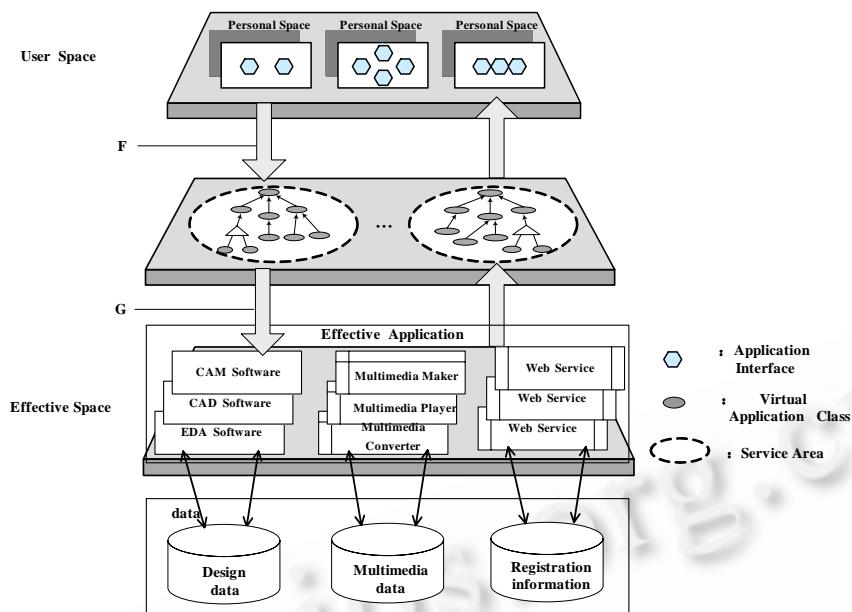 Personal Space Personal Space Personal Space
User Space
F
...
G
Effective Application
CAM Software
CAD Software
EDA Software
Multimedia Maker
Multimedia Player
Multimedia
Converter
Web Service
Web Service
Web Service
Effective Space
: Application
Interface
: Virtual
Application Class
: Service Area
data
Design
data
Multimedia
data
Registration
information
org.c